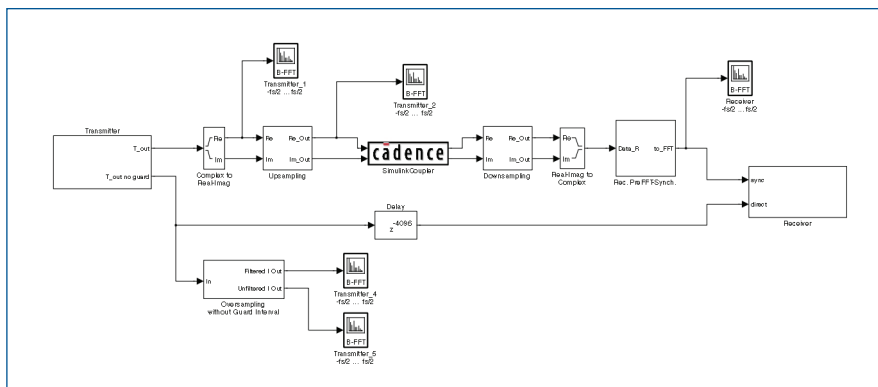 B-FFT
Transmitter_1
-fs/2 ... fs/2
B-FFT
Transmitter_2
-fs/2 ... fs/2
B-FFT
Receiver
-fs/2 ... fs/2
Transmitter
T_out
T_out no guard
Re
Im
Complex to
Real-Imag
Re Re_Out
Im Im_Out
Upsampling
cadence
SimulinkCoupler
Re Re_Out
Im Im_Out
Downsampling
Re
Im
Real-Imag to
Complex
Data_R to_FFT
Rec. Pre FFT-Synch.
sync
direct
Receiver
Delay
z -4096
In Filtered I Out
Unfiltered I Out
Oversampling
without Guard Interval
B-FFT
Transmitter_4
-fs/2 ... fs/2
B-FFT
Transmitter_5
-fs/2 ... fs/2